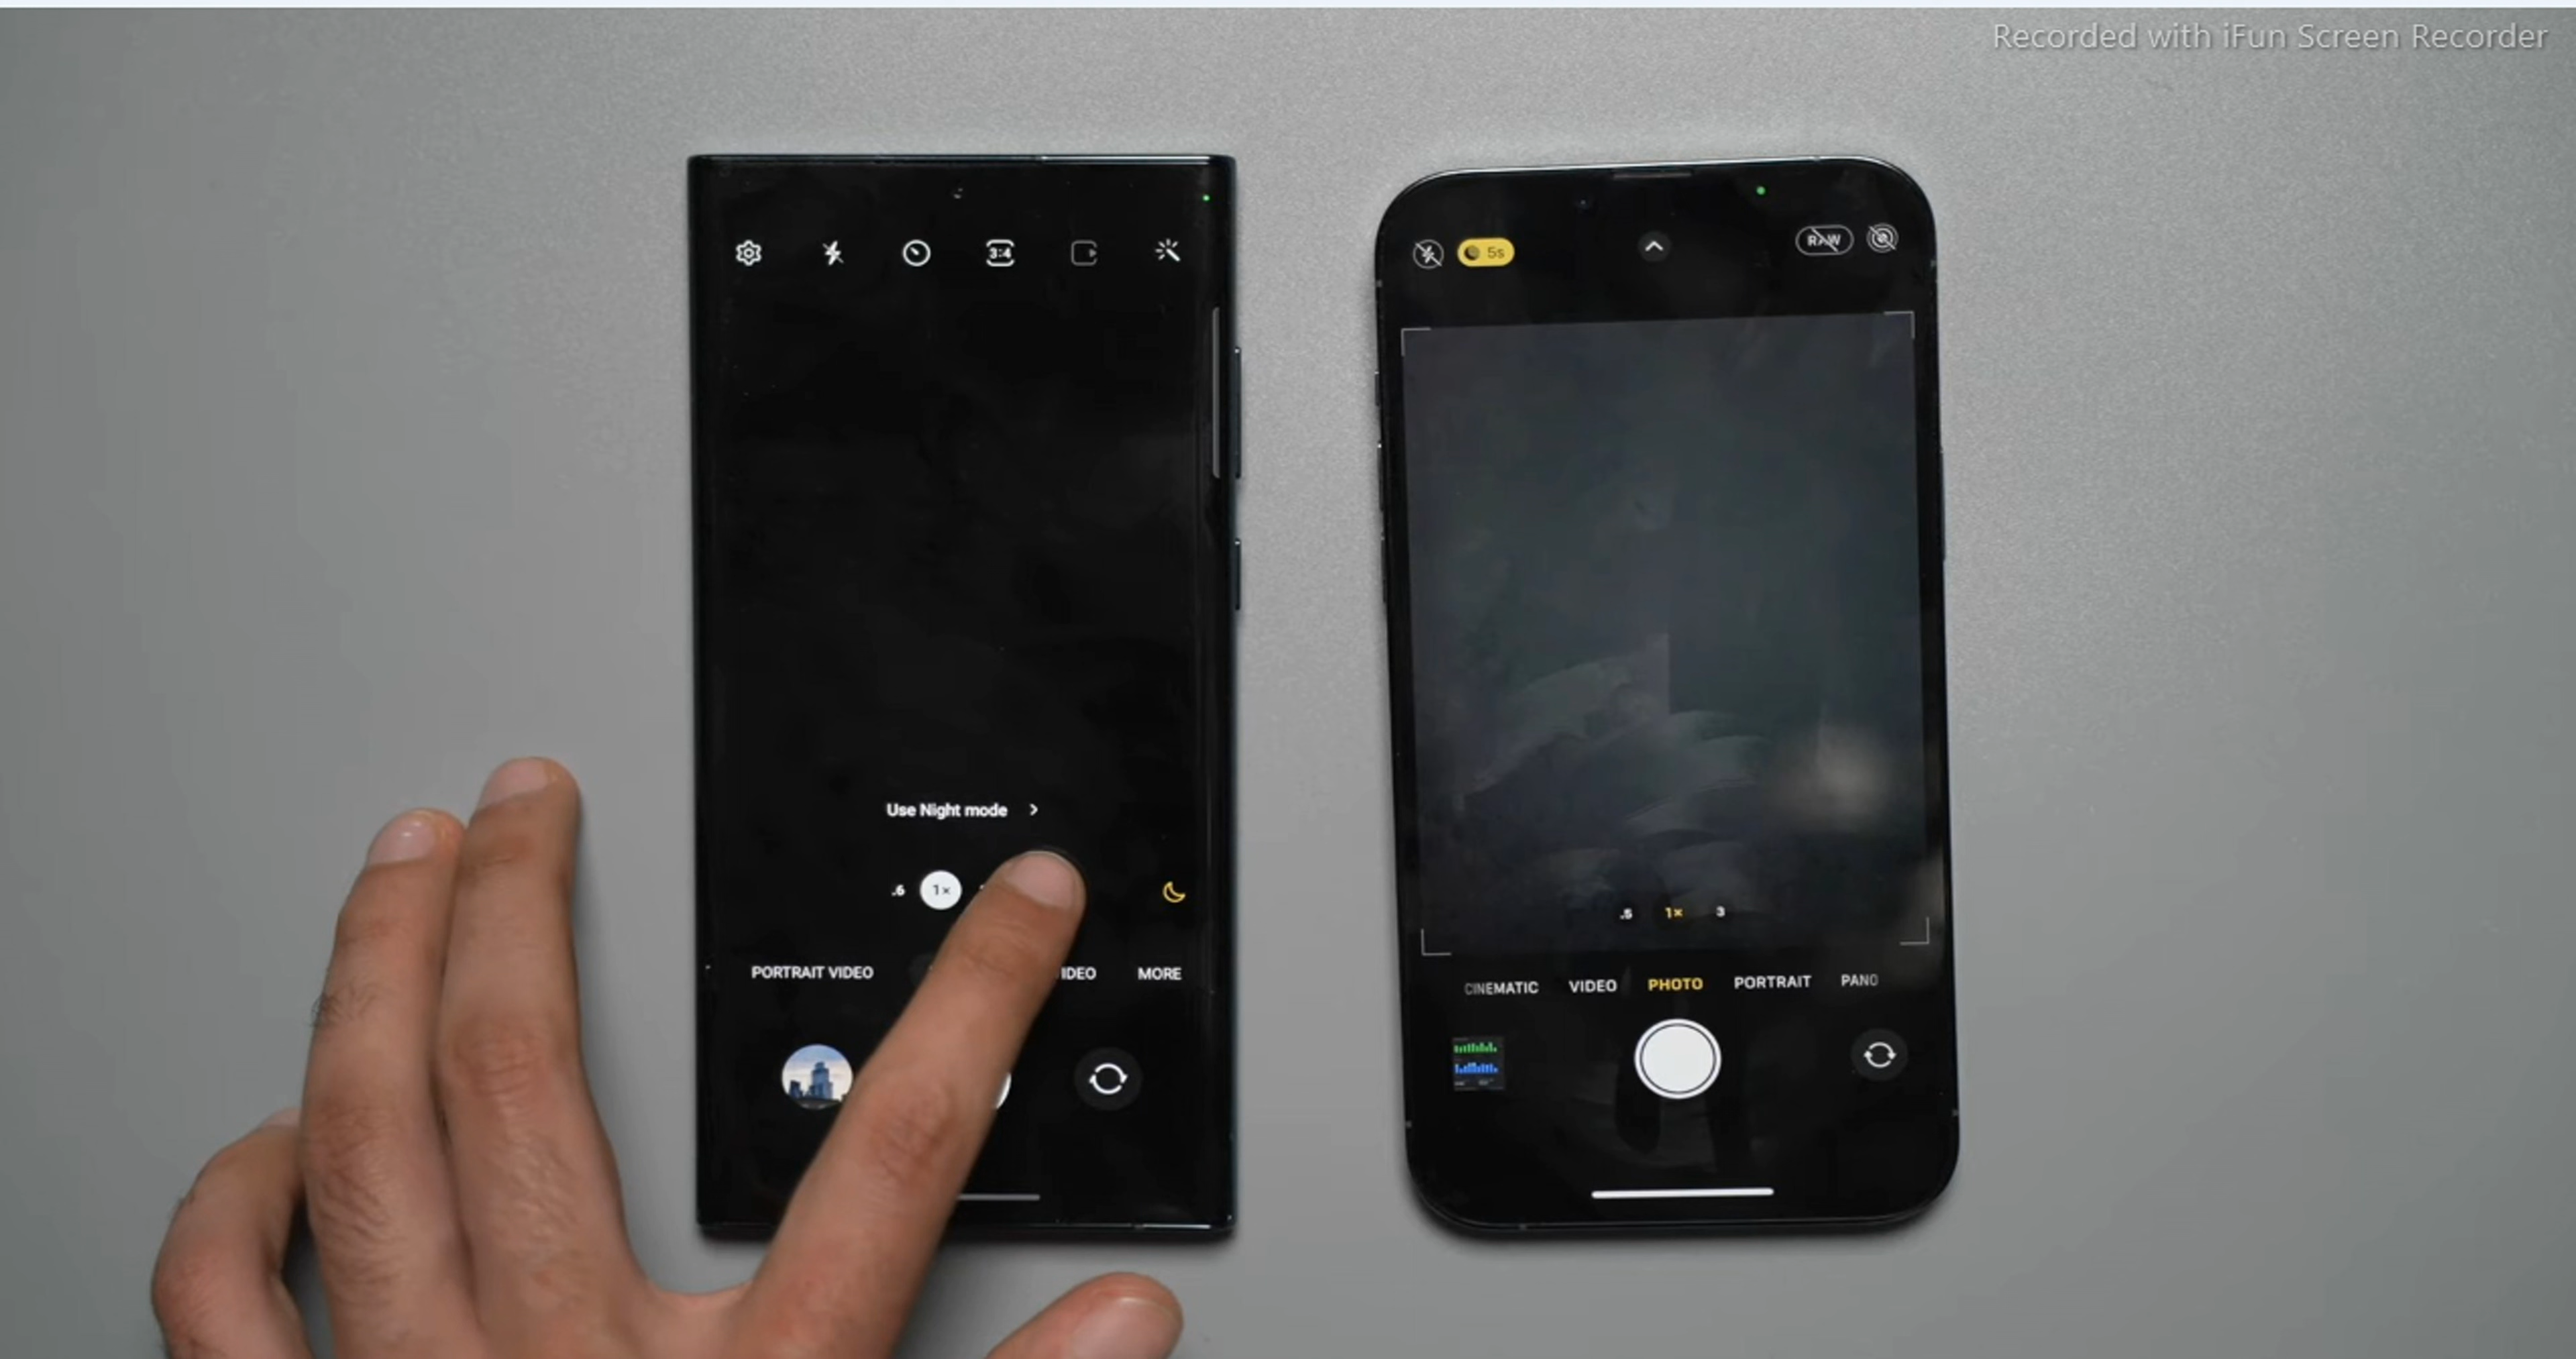 Recorded with iFun Screen Recorder
3:4
5s
RAW
Use Night mode
.6 1×
.5 1× 3
PORTRAIT VIDEO
MORE
CINEMATIC VIDEO PHOTO PORTRAIT PANO